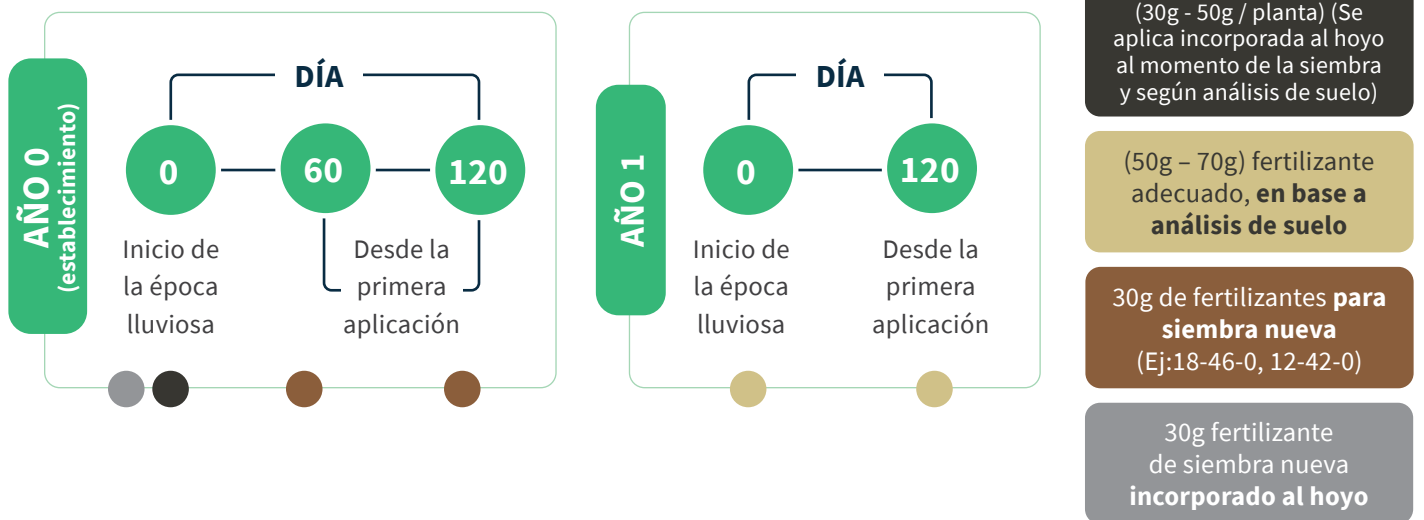 AÑO 0
(establecimiento)
DÍA
0
60
120
Inicio de
la época
lluviosa
Desde la
primera
aplicación
AÑO 1
DÍA
0
120
Inicio de
la época
lluviosa
Desde la
primera
aplicación
(30g - 50g / planta) (Se
aplica incorporada al hoyo
al momento de la siembra
y según análisis de suelo)
(50g – 70g) fertilizante
adecuado, en base a
análisis de suelo
30g de fertilizantes para
siembra nueva
(Ej:18-46-0, 12-42-0)
30g fertilizante
de siembra nueva
incorporado al hoyo